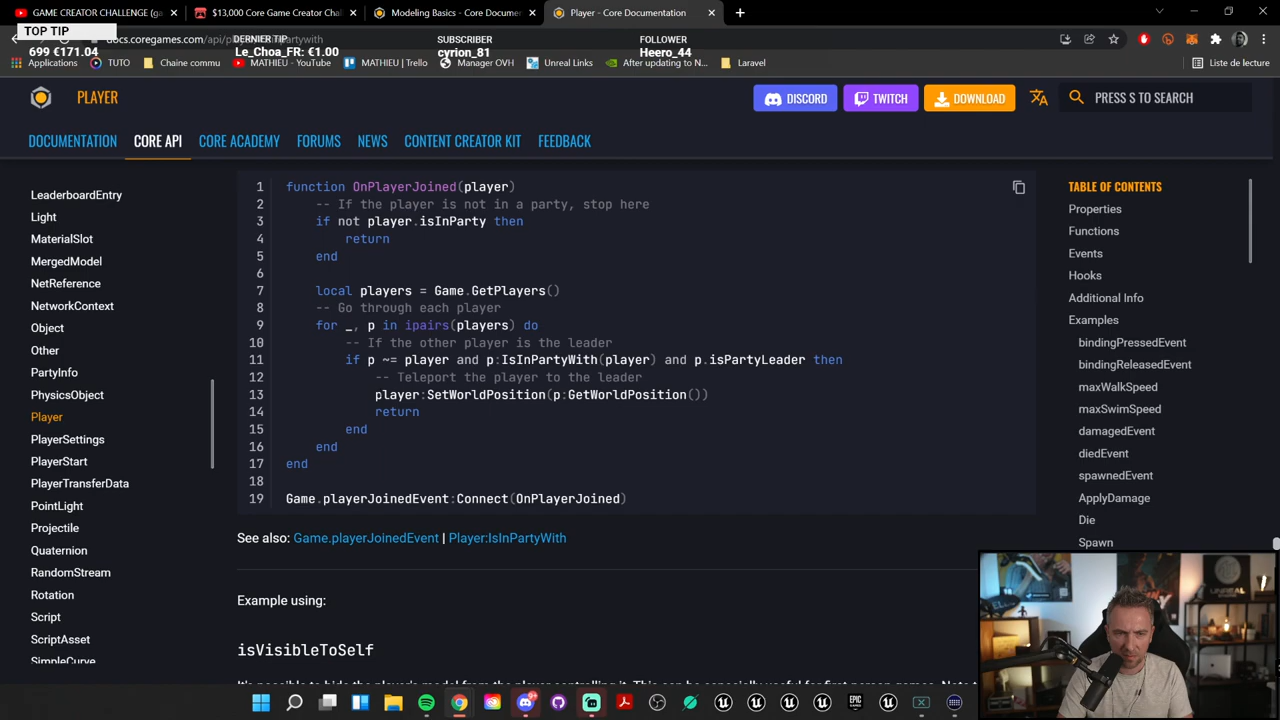 GAME CREATOR CHALLENGE (ga
$13,000 Core Game Creator Chall
Modeling Basics - Core Documen
Player - Core Documentation
TOP TIP
699 €171.04
docs.coregames.com/api/
DERNIER TIP
Le_Choa_FR: €1.00
SUBSCRIBER
cyrion_81
FOLLOWER
Heero_44
Applications
TUTO
Chaine commu
MATHIEU - YouTube
MATHIEU | Trello
Manager OVH
Unreal Links
After updating to N...
Laravel
Liste de lecture
PLAYER
DISCORD
TWITCH
DOWNLOAD
PRESS S TO SEARCH
DOCUMENTATION
CORE API
CORE ACADEMY
FORUMS
NEWS
CONTENT CREATOR KIT
FEEDBACK
LeaderboardEntry
Light
MaterialSlot
MergedModel
NetReference
NetworkContext
Object
Other
PartyInfo
PhysicsObject
Player
PlayerSettings
PlayerStart
PlayerTransferData
PointLight
Projectile
Quaternion
RandomStream
Rotation
Script
ScriptAsset
SimpleCurve
1 function OnPlayerJoined(player)
2 -- If the player is not in a party, stop here
3 if not player.isInParty then
4 return
5 end
6
7 local players = Game.GetPlayers()
8 -- Go through each player
9 for _, p in ipairs(players) do
10 -- If the other player is the leader
11 if p ~= player and p:IsInPartyWith(player) and p.isPartyLeader then
12 -- Teleport the player to the leader
13 player:SetWorldPosition(p:GetWorldPosition())
14 return
15 end
16 end
17 end
18
19 Game.playerJoinedEvent:Connect(OnPlayerJoined)
See also: Game.playerJoinedEvent | Player:IsInPartyWith
Example using:
isVisibleToSelf
TABLE OF CONTENTS
Properties
Functions
Events
Hooks
Additional Info
Examples
bindingPressedEvent
bindingReleasedEvent
maxWalkSpeed
maxSwimSpeed
damagedEvent
diedEvent
spawnedEvent
ApplyDamage
Die
Spawn